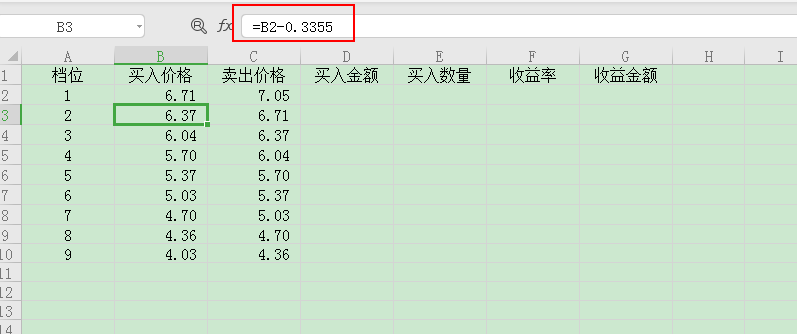 B3 fx =B2-0.3355
A B C D E F G H I
1 档位 买入价格 卖出价格 买入金额 买入数量 收益率 收益金额
2 1 6.71 7.05
3 2 6.37 6.71
4 3 6.04 6.37
5 4 5.70 6.04
6 5 5.37 5.70
7 6 5.03 5.37
8 7 4.70 5.03
9 8 4.36 4.70
10 9 4.03 4.36
11
12
13
14